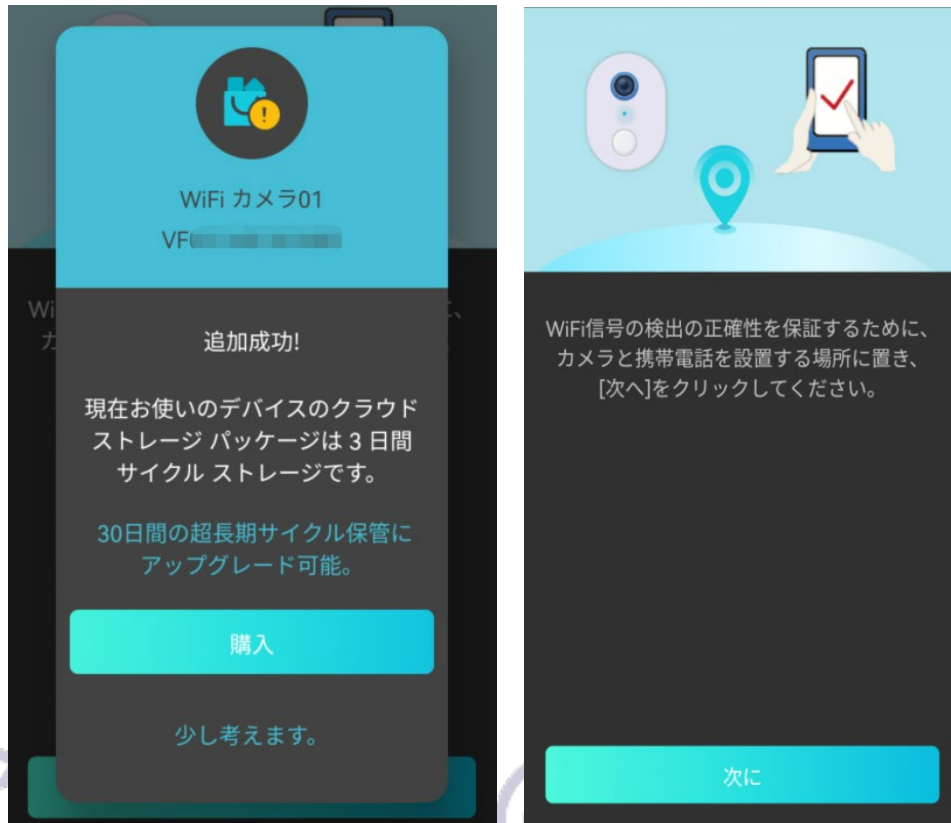 WiFi カメラ01
VF
Wi
に、
カ
追加成功!
現在お使いのデバイスのクラウド
ストレージ パッケージは 3 日間
サイクル ストレージです。
30日間の超長期サイクル保管に
アップグレード可能。
購入
少し考えます。
WiFi信号の検出の正確性を保証するために、
カメラと携帯電話を設置する場所に置き、
[次へ]をクリックしてください。
次に